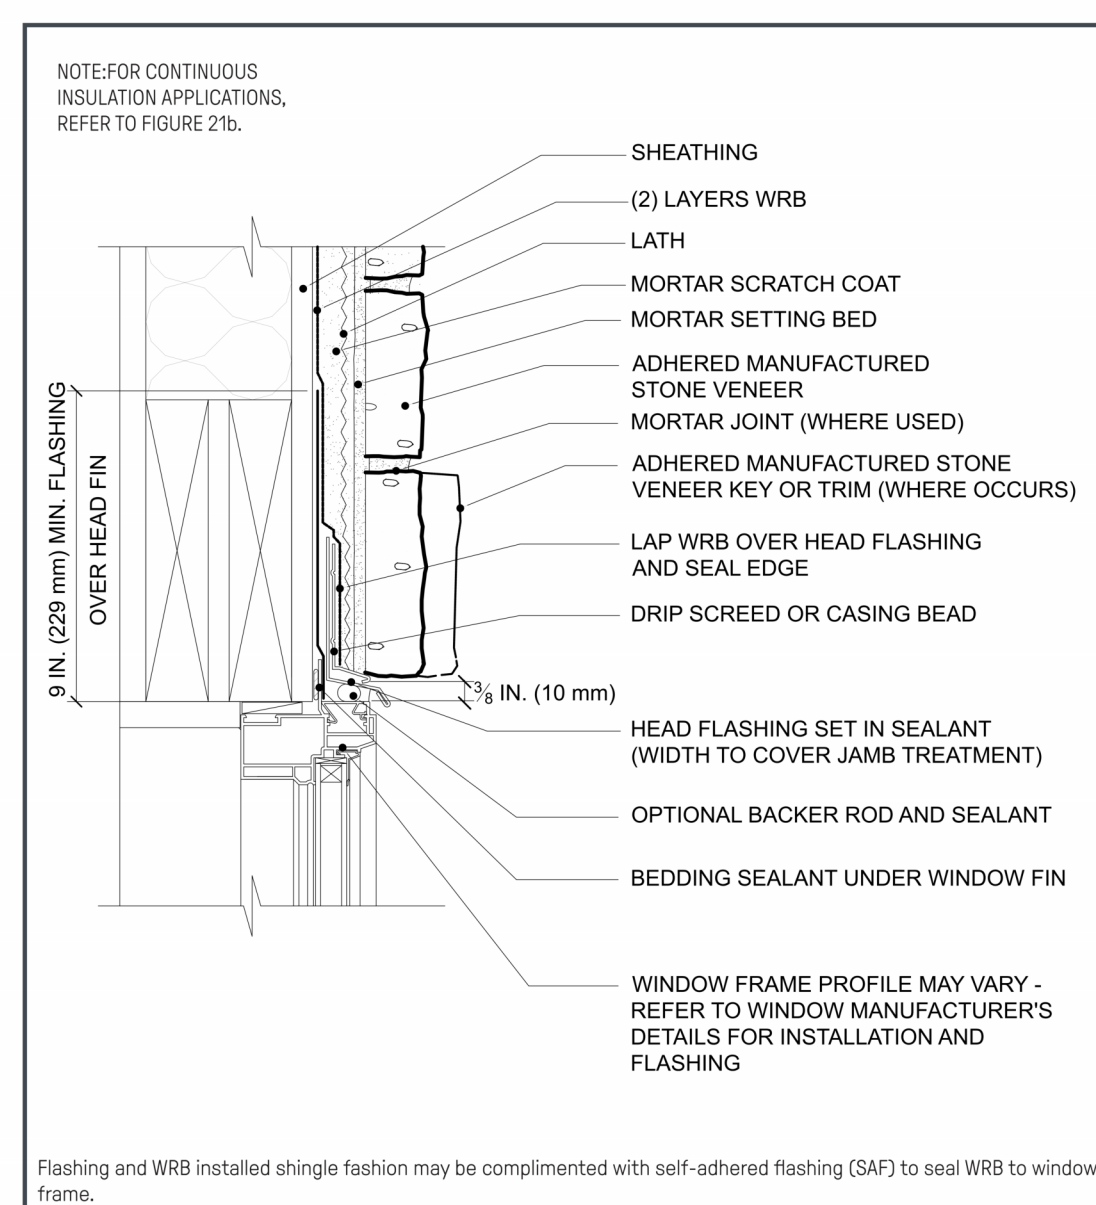 NOTE:FOR CONTINUOUS
INSULATION APPLICATIONS,
REFER TO FIGURE 21b.
SHEATHING
(2) LAYERS WRB
LATH
MORTAR SCRATCH COAT
MORTAR SETTING BED
ADHERED MANUFACTURED
STONE VENEER
MORTAR JOINT (WHERE USED)
ADHERED MANUFACTURED STONE
VENEER KEY OR TRIM (WHERE OCCURS)
9 IN. (229 mm) MIN. FLASHING
OVER HEAD FIN
LAP WRB OVER HEAD FLASHING
AND SEAL EDGE
DRIP SCREED OR CASING BEAD
3/8 IN. (10 mm)
HEAD FLASHING SET IN SEALANT
(WIDTH TO COVER JAMB TREATMENT)
OPTIONAL BACKER ROD AND SEALANT
BEDDING SEALANT UNDER WINDOW FIN
WINDOW FRAME PROFILE MAY VARY -
REFER TO WINDOW MANUFACTURER'S
DETAILS FOR INSTALLATION AND
FLASHING
Flashing and WRB installed shingle fashion may be complimented with self-adhered flashing (SAF) to seal WRB to window
frame.